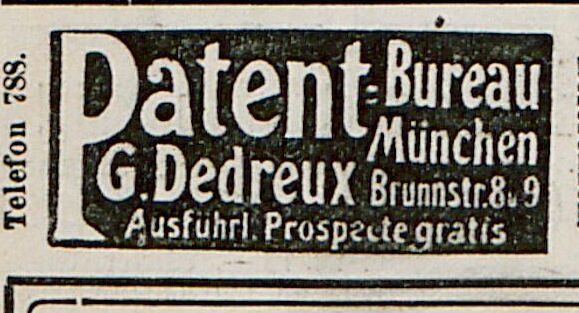 Telefon 788.
Patent-Bureau
München
G. Dedreux Brunnstr. 8 u. 9
Ausführl. Prospecte gratis